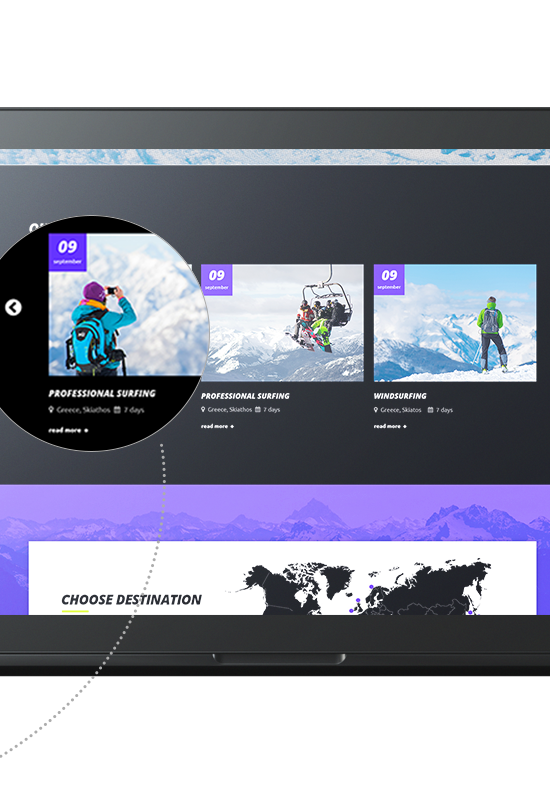 09
september
PROFESSIONAL SURFING
Greece, Skiathos 7 days
read more
09
september
PROFESSIONAL SURFING
Greece, Skiathos 7 days
read more
09
september
WINDSURFING
Greece, Skiatos 7 days
read more
CHOOSE DESTINATION